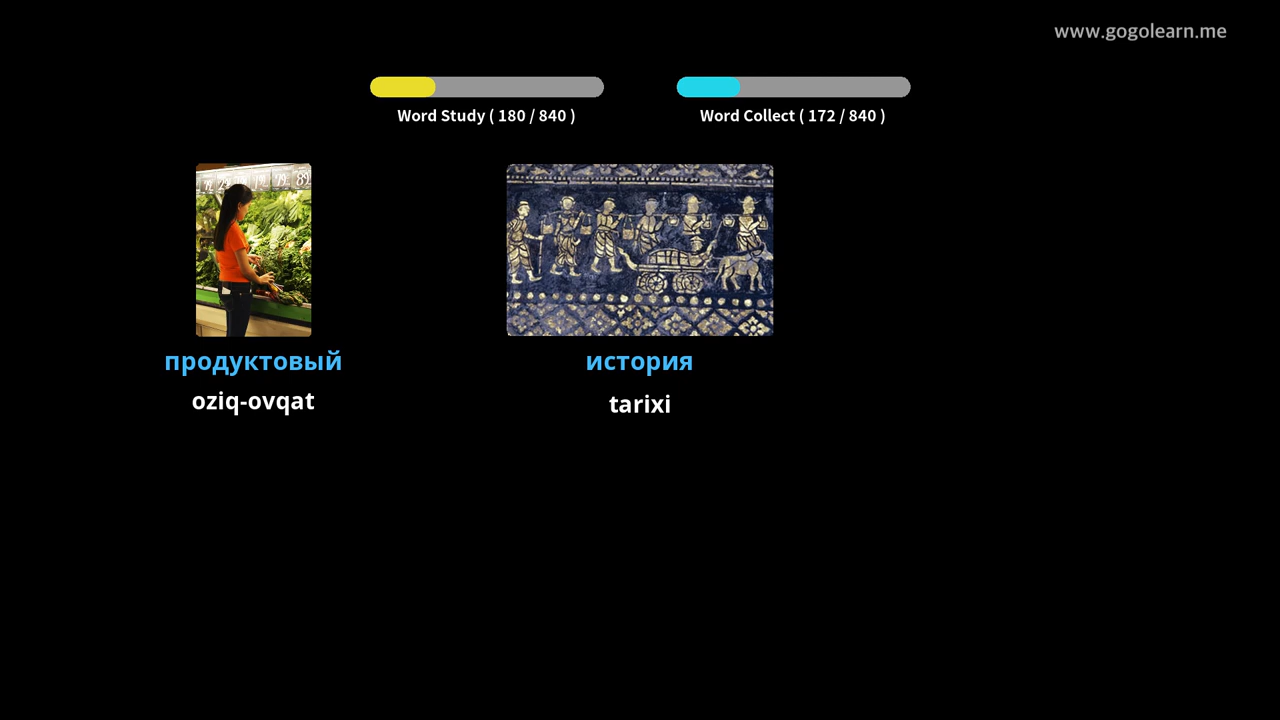 www.gogolearn.me
Word Study ( 180 / 840 )
Word Collect ( 172 / 840 )
продуктовый
oziq-ovqat
история
tarixi